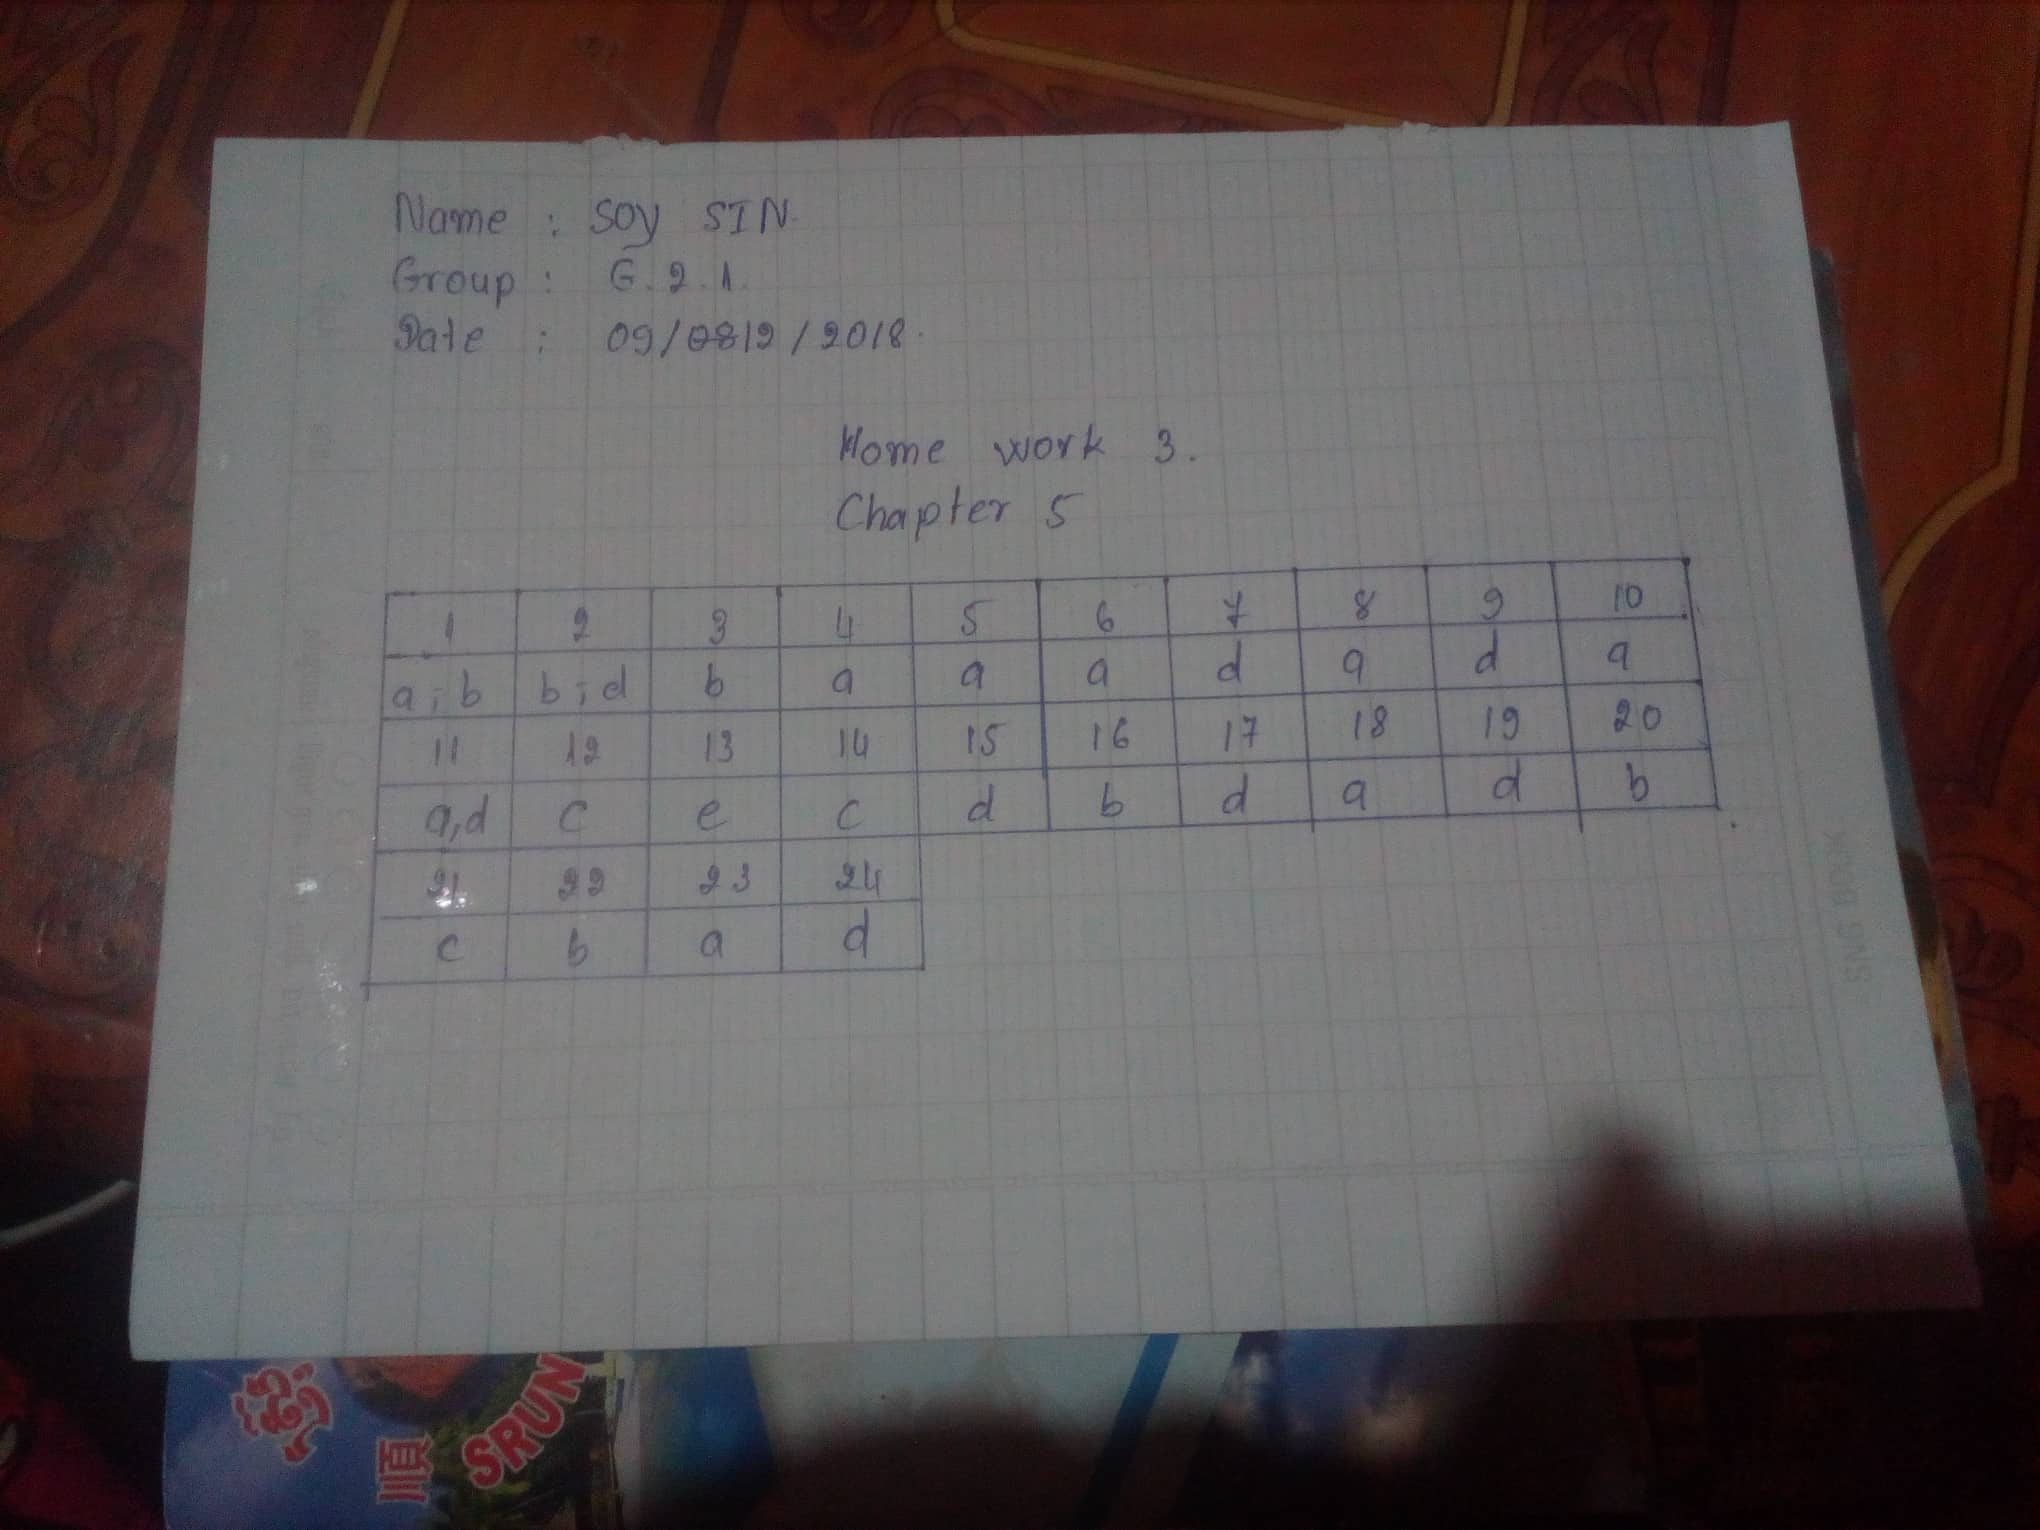 Name : SOY SIN.
Group : G.2.1.
Date : 09/0812/2018.
Home work 3.
Chapter 5
1 2 3 4 5 6 7 8 9 10
a;b b;d b a a a d a d a
11 12 13 14 15 16 17 18 19 20
a,d c e c d b d a d b
21 22 23 24
c b a d
順 SRUN